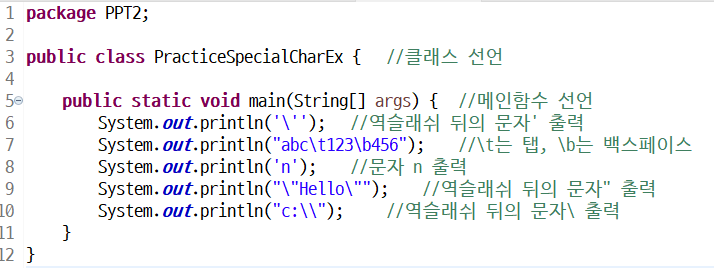 1 package PPT2;
2
3 public class PracticeSpecialCharEx {   //클래스 선언
4
5     public static void main(String[] args) {  //메인함수 선언
6         System.out.println('\'');   //역슬래쉬 뒤의 문자' 출력
7         System.out.println("abc\t123\b456");    //\t는 탭, \b는 백스페이스
8         System.out.println('n');    //문자 n 출력
9         System.out.println("\"Hello\"");    //역슬래쉬 뒤의 문자" 출력
10         System.out.println("c:\\");     //역슬래쉬 뒤의 문자\ 출력
11     }
12 }